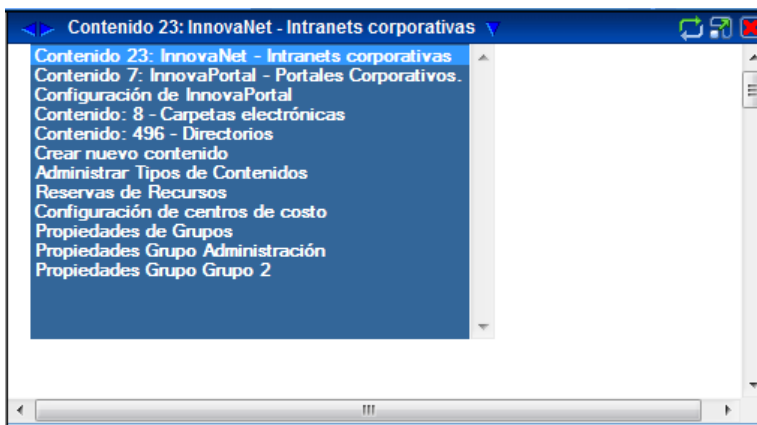 Contenido 23: InnovaNet - Intranets corporativas
Contenido 23: InnovaNet - Intranets corporativas
Contenido 7: InnovaPortal - Portales Corporativos.
Configuración de InnovaPortal
Contenido: 8 - Carpetas electrónicas
Contenido: 496 - Directorios
Crear nuevo contenido
Administrar Tipos de Contenidos
Reservas de Recursos
Configuración de centros de costo
Propiedades de Grupos
Propiedades Grupo Administración
Propiedades Grupo Grupo 2